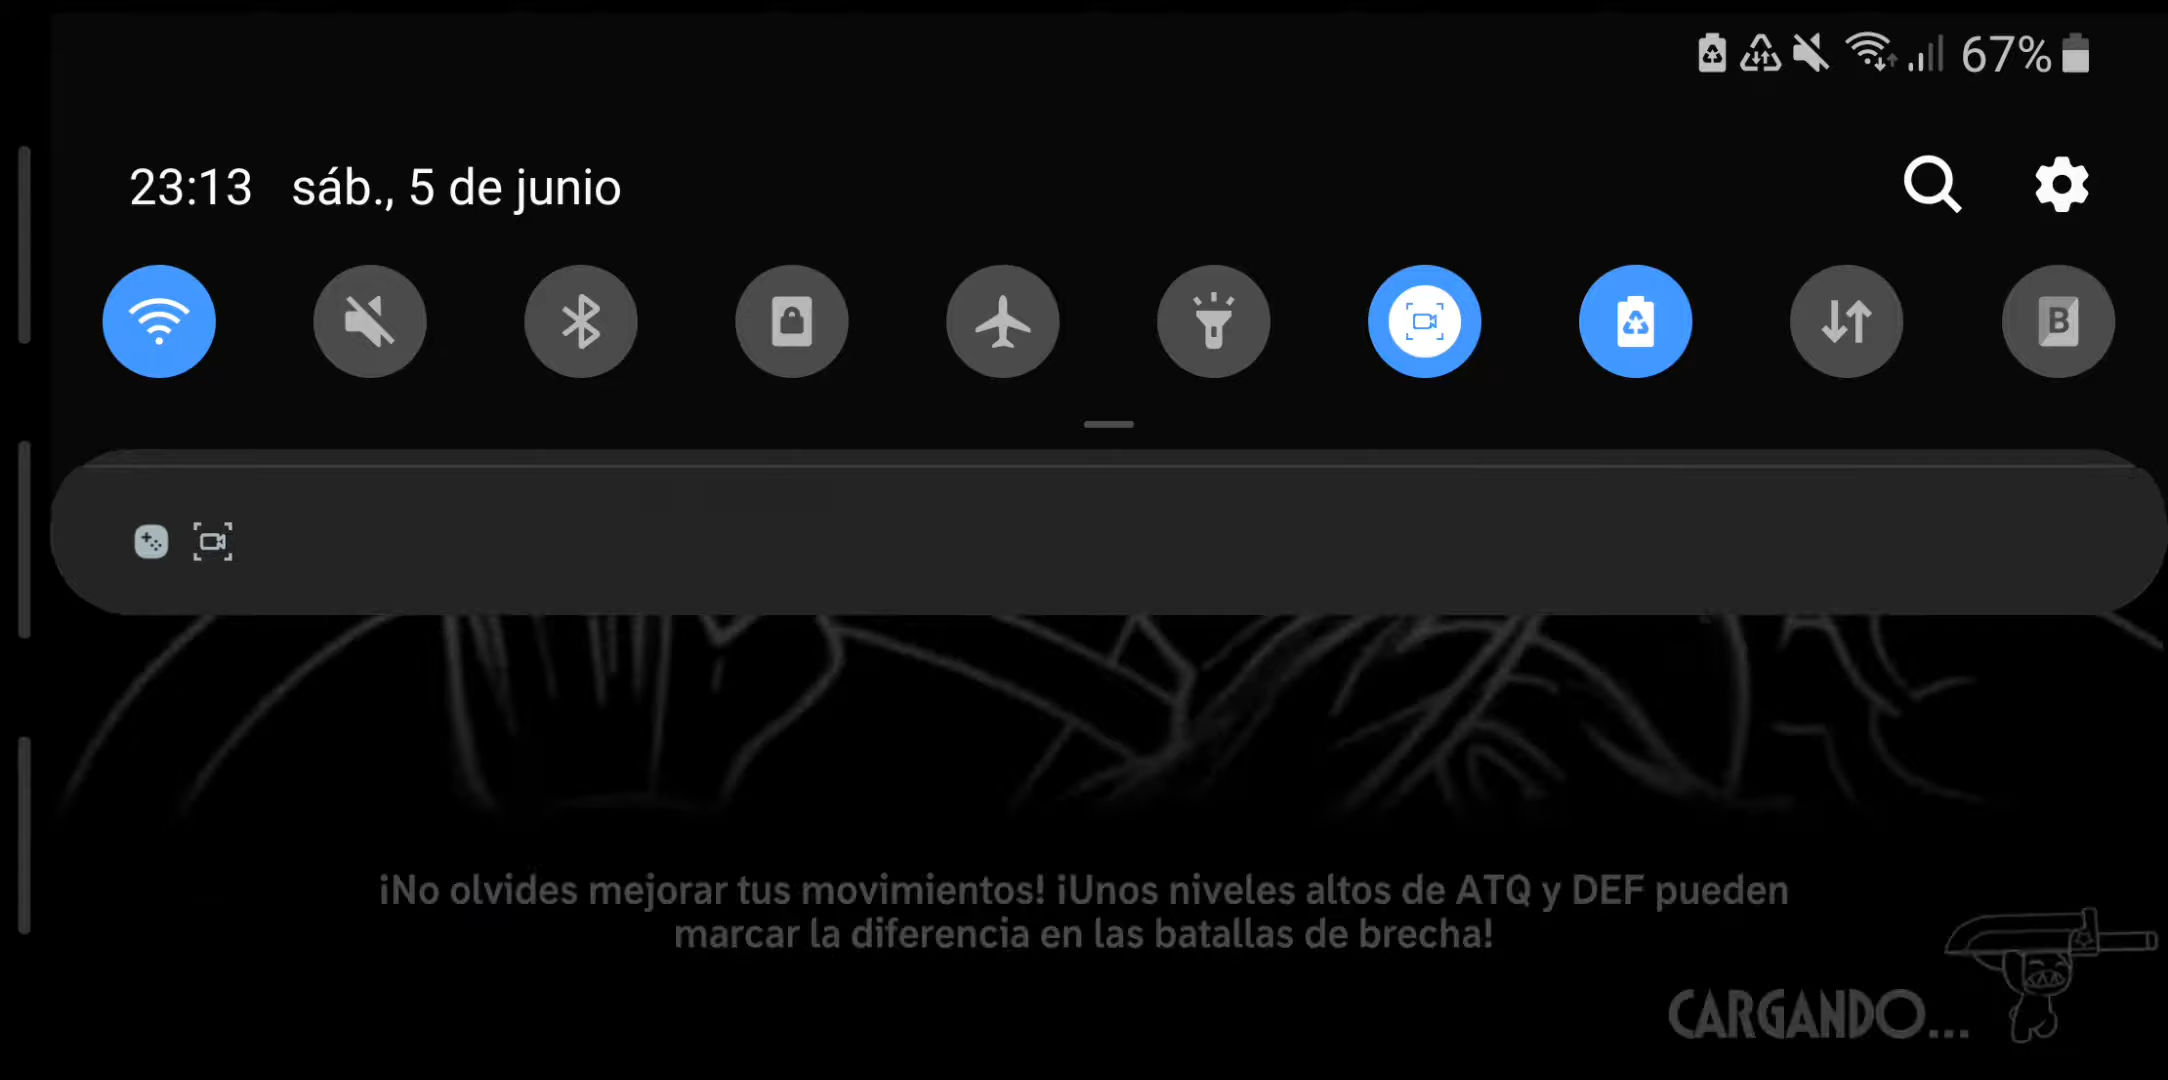 67%
23:13 sáb., 5 de junio
B
¡No olvides mejorar tus movimientos! ¡Unos niveles altos de ATQ y DEF pueden
marcar la diferencia en las batallas de brecha!
CARGANDO...